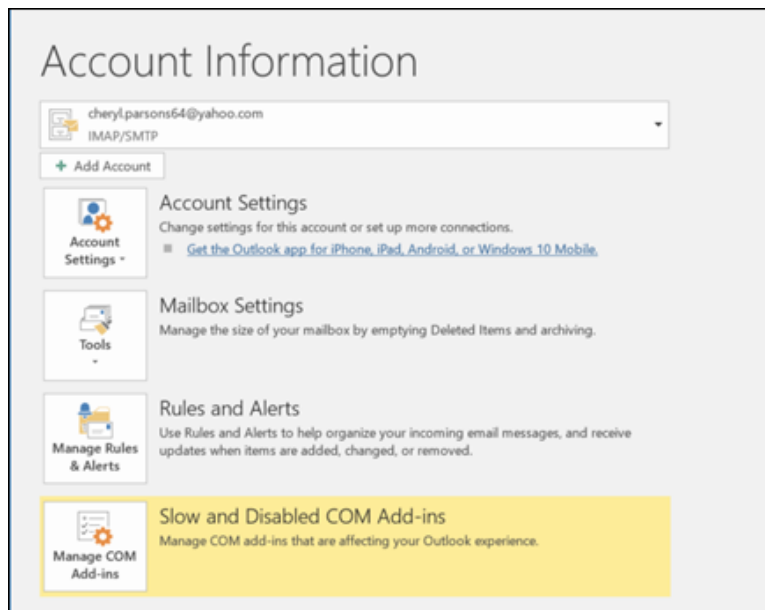 Account Information
cheryl.parsons64@yahoo.com
IMAP/SMTP
+ Add Account
Account
Settings
Account Settings
Change settings for this account or set up more connections.
Get the Outlook app for iPhone, iPad, Android, or Windows 10 Mobile.
Tools
Mailbox Settings
Manage the size of your mailbox by emptying Deleted Items and archiving.
Manage Rules
& Alerts
Rules and Alerts
Use Rules and Alerts to help organize your incoming email messages, and receive
updates when items are added, changed, or removed.
Manage COM
Add-ins
Slow and Disabled COM Add-ins
Manage COM add-ins that are affecting your Outlook experience.